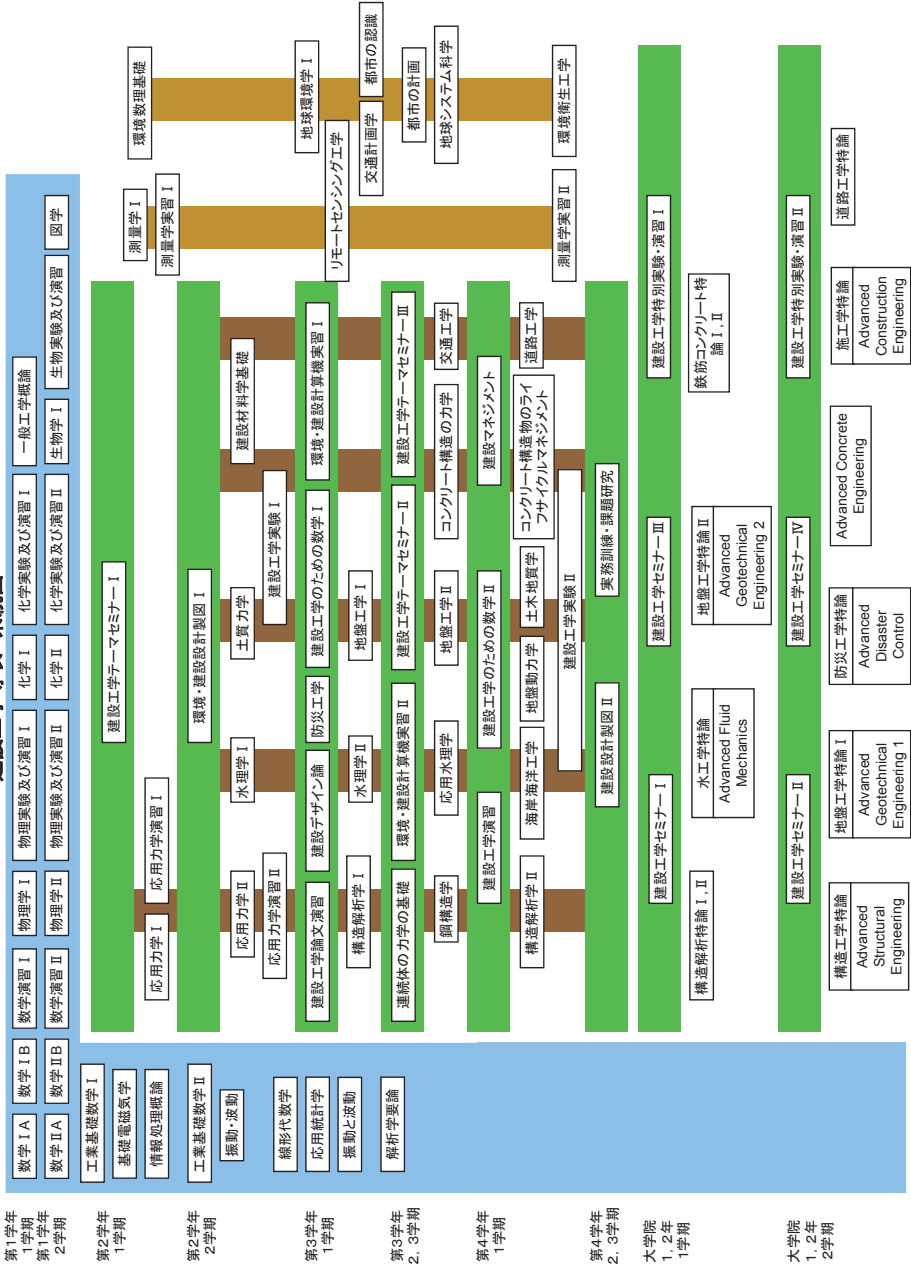 第1学年
1学期
数学ⅠA
数学ⅠB
数学演習Ⅰ
物理学Ⅰ
物理実験及び演習Ⅰ
化学Ⅰ
化学実験及び演習Ⅰ
一般工学概論
第1学年
2学期
数学ⅡA
数学ⅡB
数学演習Ⅱ
物理学Ⅱ
物理実験及び演習Ⅱ
化学Ⅱ
化学実験及び演習Ⅱ
生物学Ⅰ
生物実験及び演習
図学
第2学年
1学期
工業基礎数学Ⅰ
基礎電磁気学
情報処理概論
建設工学テーマセミナーⅠ
応用力学Ⅰ
応用力学演習Ⅰ
測量学Ⅰ
測量学実習Ⅰ
環境数理基礎
第2学年
2学期
工業基礎数学Ⅱ
振動・波動
環境・建設設計製図Ⅰ
応用力学Ⅱ
水理学Ⅰ
土質力学
建設材料学基礎
応用力学演習Ⅱ
建設工学実験Ⅰ
第3学年
1学期
線形代数学
応用統計学
振動と波動
建設工学論文演習
建設デザイン論
防災工学
建設工学のための数学Ⅰ
環境・建設計算機実習Ⅰ
構造解析学Ⅰ
水理学Ⅱ
地盤工学Ⅰ
リモートセンシング工学
地球環境学Ⅰ
交通計画学
都市の認識
第3学年
2, 3学期
解析学要論
連続体の力学の基礎
環境・建設計算機実習Ⅱ
建設工学テーマセミナーⅡ
建設工学テーマセミナーⅢ
都市の計画
鋼構造学
応用水理学
地盤工学Ⅱ
コンクリート構造の力学
交通工学
地球システム科学
第4学年
1学期
建設工学演習
建設工学のための数学Ⅱ
建設マネジメント
構造解析学Ⅱ
海岸海洋工学
地盤動力学
土木地質学
コンクリート構造物のライ
フサイクルマネジメント
道路工学
建設工学実験Ⅱ
測量学実習Ⅱ
環境衛生工学
第4学年
2, 3学期
建設設計製図Ⅱ
実務訓練・課題研究
大学院
1, 2年
1学期
建設工学セミナーⅠ
建設工学セミナーⅢ
建設工学特別実験・演習Ⅰ
構造解析特論Ⅰ,Ⅱ
水工学特論
Advanced Fluid
Mechanics
地盤工学特論Ⅱ
Advanced
Geotechnical
Engineering 2
鉄筋コンクリート特
論Ⅰ,Ⅱ
大学院
1, 2年
2学期
建設工学セミナーⅡ
建設工学セミナーⅣ
建設工学特別実験・演習Ⅱ
構造工学特論
Advanced
Structural
Engineering
地盤工学特論Ⅰ
Advanced
Geotechnical
Engineering 1
防災工学特論
Advanced
Disaster
Control
Advanced Concrete
Engineering
施工学特論
Advanced
Construction
Engineering
道路工学特論